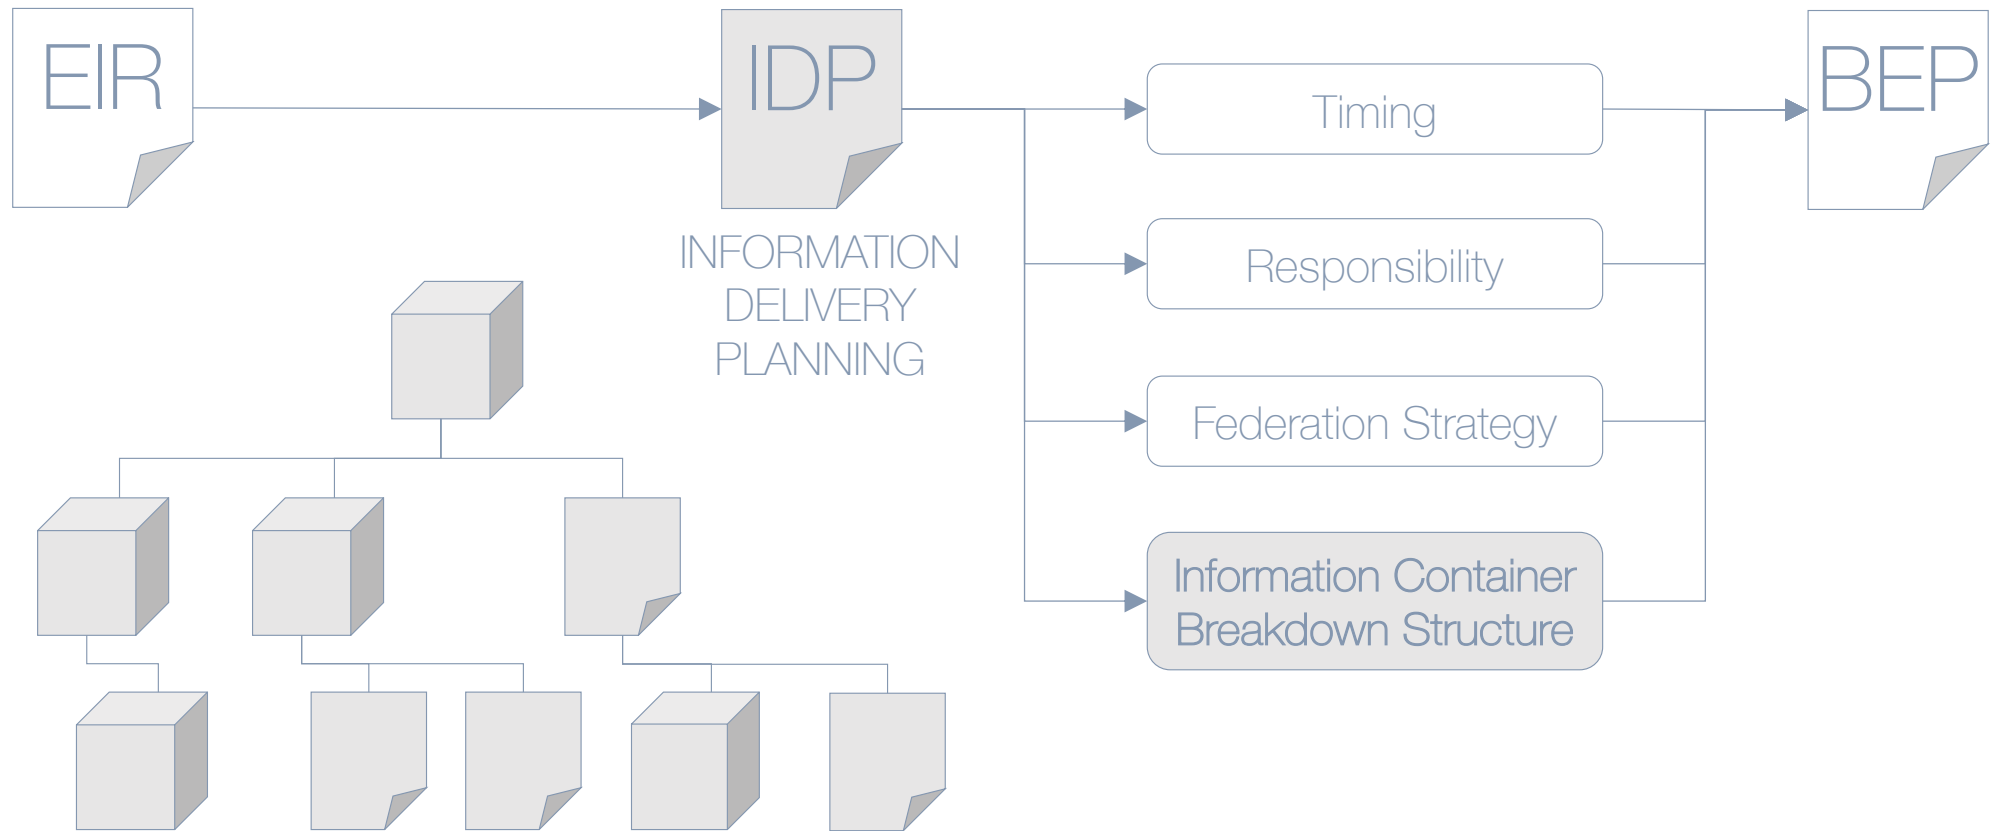 EIR
IDP
INFORMATION
DELIVERY
PLANNING
Timing
Responsibility
Federation Strategy
Information Container
Breakdown Structure
BEP